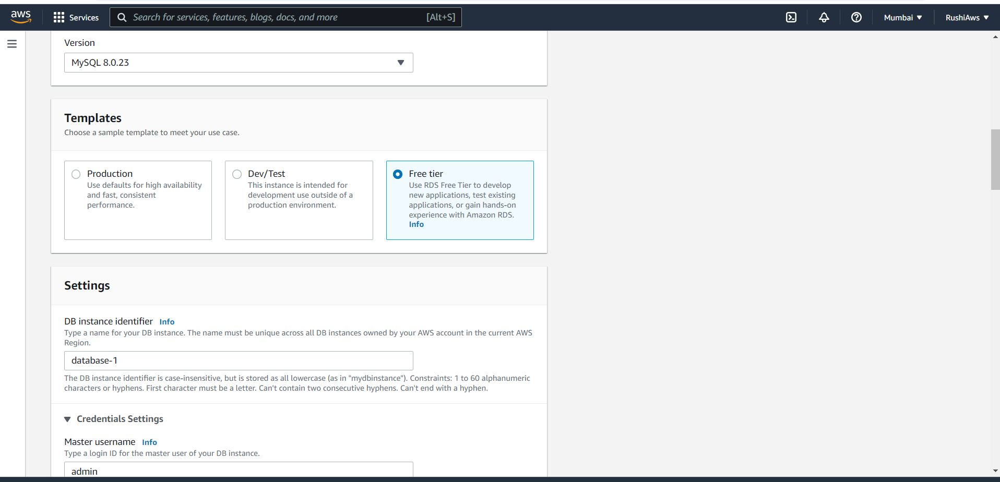 aws
Services
Search for services, features, blogs, docs, and more
[Alt+S]
Mumbai
RushiAws
Version
MySQL 8.0.23
Templates
Choose a sample template to meet your use case.
Production
Use defaults for high availability
and fast, consistent
performance.
Dev/Test
This instance is intended for
development use outside of a
production environment.
Free tier
Use RDS Free Tier to develop
new applications, test existing
applications, or gain hands-on
experience with Amazon RDS.
Info
Settings
DB instance identifier Info
Type a name for your DB instance. The name must be unique across all DB instances owned by your AWS account in the current AWS
Region.
database-1
The DB instance identifier is case-insensitive, but is stored as all lowercase (as in "mydbinstance"). Constraints: 1 to 60 alphanumeric
characters or hyphens. First character must be a letter. Can't contain two consecutive hyphens. Can't end with a hyphen.
Credentials Settings
Master username Info
Type a login ID for the master user of your DB instance.
admin